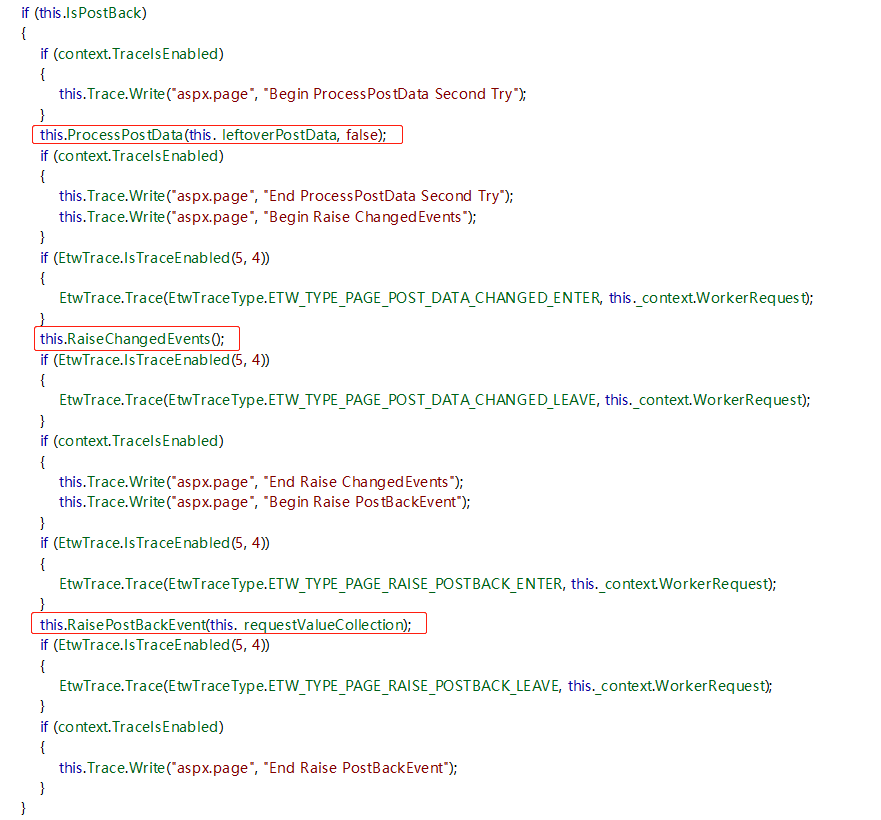 if (this.IsPostBack)
{
if (context.TraceIsEnabled)
{
this.Trace.Write("aspx.page", "Begin ProcessPostData Second Try");
}
this.ProcessPostData(this. leftoverPostData, false);
if (context.TraceIsEnabled)
{
this.Trace.Write("aspx.page", "End ProcessPostData Second Try");
this.Trace.Write("aspx.page", "Begin Raise ChangedEvents");
}
if (EtwTrace.IsTraceEnabled(5, 4))
{
EtwTrace.Trace(EtwTraceType.ETW_TYPE_PAGE_POST_DATA_CHANGED_ENTER, this._context.WorkerRequest);
}
this.RaiseChangedEvents();
if (EtwTrace.IsTraceEnabled(5, 4))
{
EtwTrace.Trace(EtwTraceType.ETW_TYPE_PAGE_POST_DATA_CHANGED_LEAVE, this._context.WorkerRequest);
}
if (context.TraceIsEnabled)
{
this.Trace.Write("aspx.page", "End Raise ChangedEvents");
this.Trace.Write("aspx.page", "Begin Raise PostBackEvent");
}
if (EtwTrace.IsTraceEnabled(5, 4))
{
EtwTrace.Trace(EtwTraceType.ETW_TYPE_PAGE_RAISE_POSTBACK_ENTER, this._context.WorkerRequest);
}
this.RaisePostBackEvent(this. requestValueCollection);
if (EtwTrace.IsTraceEnabled(5, 4))
{
EtwTrace.Trace(EtwTraceType.ETW_TYPE_PAGE_RAISE_POSTBACK_LEAVE, this._context.WorkerRequest);
}
if (context.TraceIsEnabled)
{
this.Trace.Write("aspx.page", "End Raise PostBackEvent");
}
}